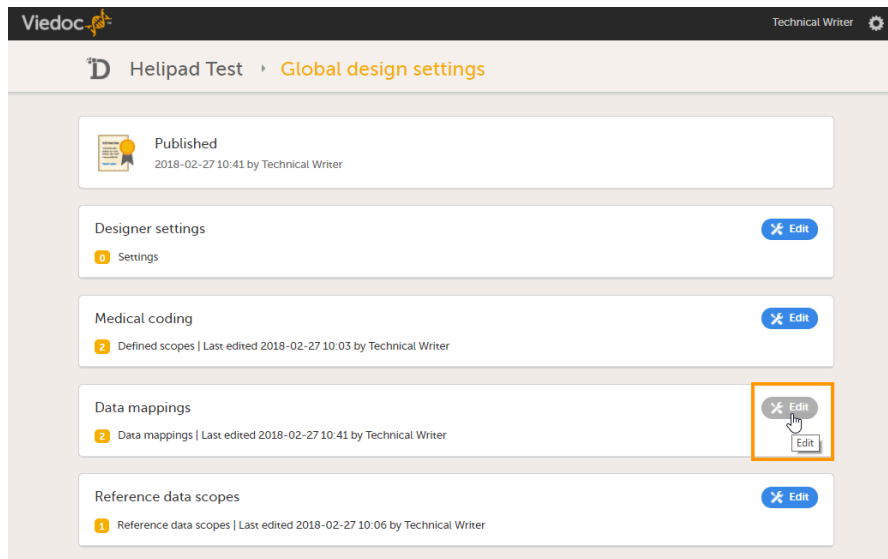 Viedoc™
Technical Writer
D Helipad Test Global design settings
Published
2018-02-27 10:41 by Technical Writer
Designer settings
Edit
0 Settings
Medical coding
Edit
2 Defined scopes | Last edited 2018-02-27 10:03 by Technical Writer
Data mappings
Edit
2 Data mappings | Last edited 2018-02-27 10:41 by Technical Writer
Edit
Reference data scopes
Edit
1 Reference data scopes | Last edited 2018-02-27 10:06 by Technical Writer